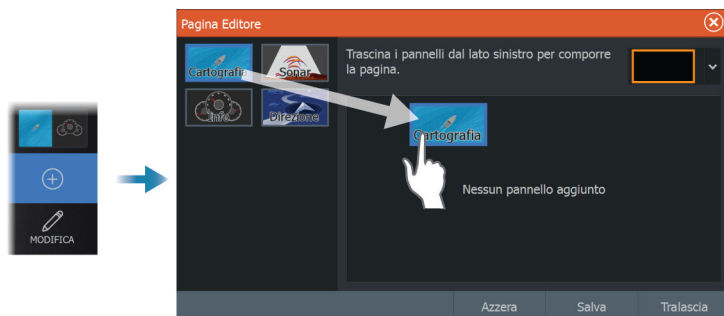 Pagina Editore
Cartografia
Sonar
Trascina i pannelli dal lato sinistro per comporre
la pagina.
Info
Direzione
Cartografia
Nessun pannello aggiunto
MODIFICA
Azzera
Salva
Tralascia